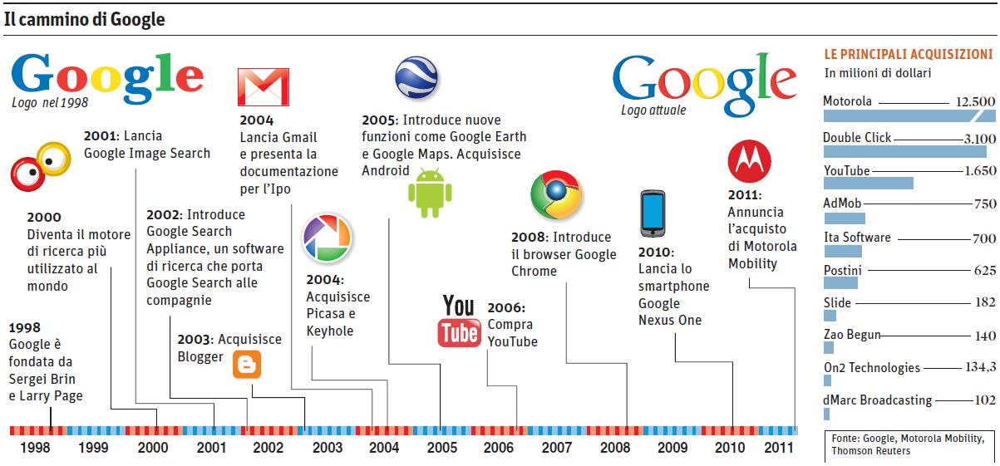 Il cammino di Google
Google
Logo nel 1998
2001: Lancia
Google Image Search
2000
Diventa il motore
di ricerca più
utilizzato al
mondo
1998
Google è
fondata da
Sergei Brin
e Larry Page
2002: Introduce
Google Search
Appliance, un software
di ricerca che porta
Google Search alle
compagnie
2003: Acquisisce
Blogger
2004
Lancia Gmail
e presenta la
documentazione
per l'Ipo
2004:
Acquisisce
Picasa e
Keyhole
2005: Introduce nuove
funzioni come Google Earth
e Google Maps. Acquisisce
Android
You
Tube
2006:
Compra
YouTube
2008: Introduce
il browser Google
Chrome
Google
Logo attuale
2010:
Lancia lo
smartphone
Google
Nexus One
2011:
Annuncia
l'acquisto
di Motorola
Mobility
1998 1999 2000 2001 2002 2003 2004 2005 2006 2007 2008 2009 2010 2011
LE PRINCIPALI ACQUISIZIONI
In milioni di dollari
Motorola 12.500
Double Click 3.100
YouTube 1.650
AdMob 750
Ita Software 700
Postini 625
Slide 182
Zao Begun 140
On2 Technologies 134,3
dMarc Broadcasting 102
Fonte: Google, Motorola Mobility,
Thomson Reuters